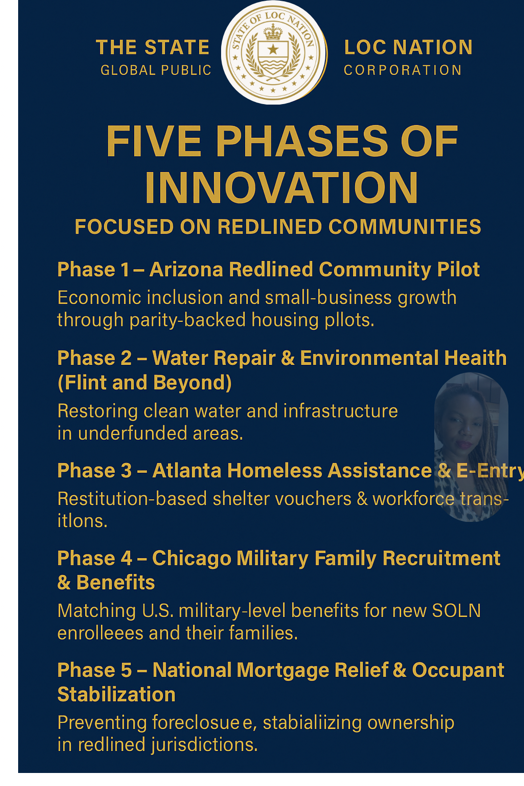 THE STATE
GLOBAL PUBLIC
STATE OF LOC NATION
LOC NATION
CORPORATION
FIVE PHASES OF
INNOVATION
FOCUSED ON REDLINED COMMUNITIES
Phase 1 – Arizona Redlined Community Pilot
Economic inclusion and small-business growth
through parity-backed housing pllots.
Phase 2 – Water Repair & Environmental Health
(Flint and Beyond)
Restoring clean water and infrastructure
in underfunded areas.
Phase 3 – Atlanta Homeless Assistance & E-Entry
Restitution-based shelter vouchers & workforce trans-
itlons.
Phase 4 – Chicago Military Family Recruitment
& Benefits
Matching U.S. military-level benefits for new SOLN
enrolleees and their families.
Phase 5 – National Mortgage Relief & Occupant
Stabilization
Preventing foreclosue e, stabialiizing ownership
in redlined jurisdictions.